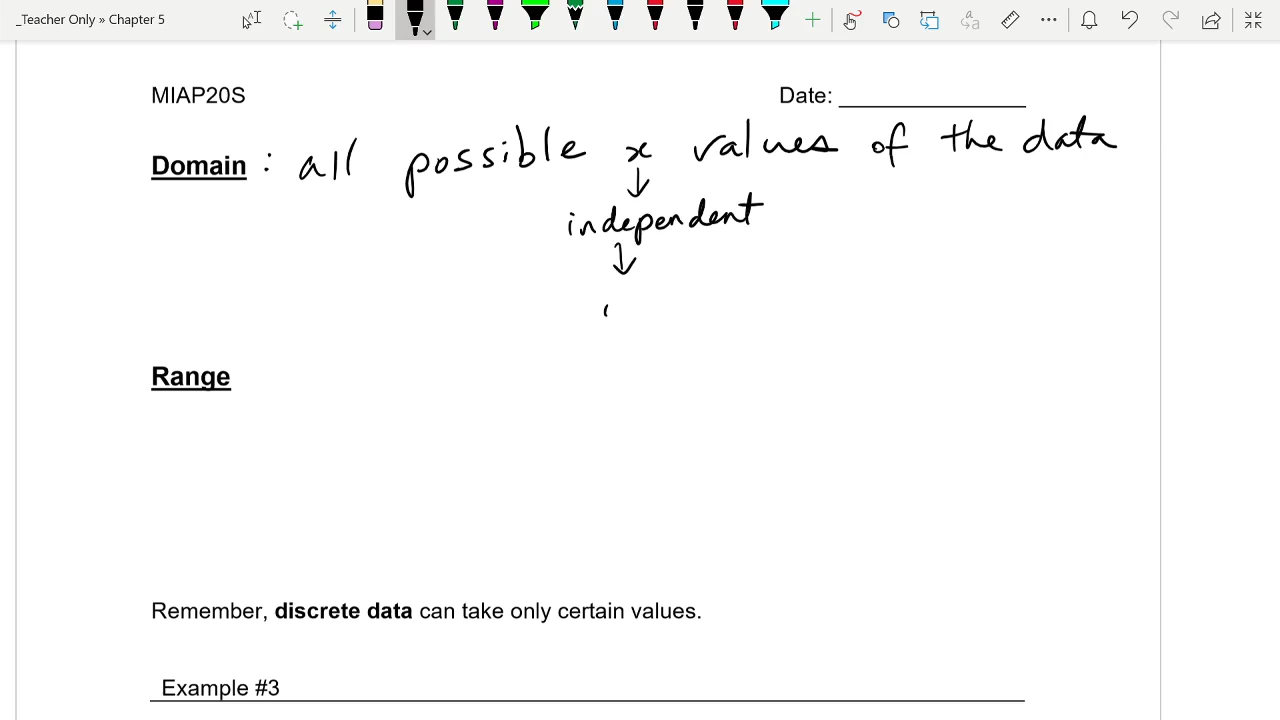 _Teacher Only » Chapter 5
MIAP20S Date: _______________
Domain : all possible x values of the data
↓
independent
↓
Range
Remember, discrete data can take only certain values.
Example #3